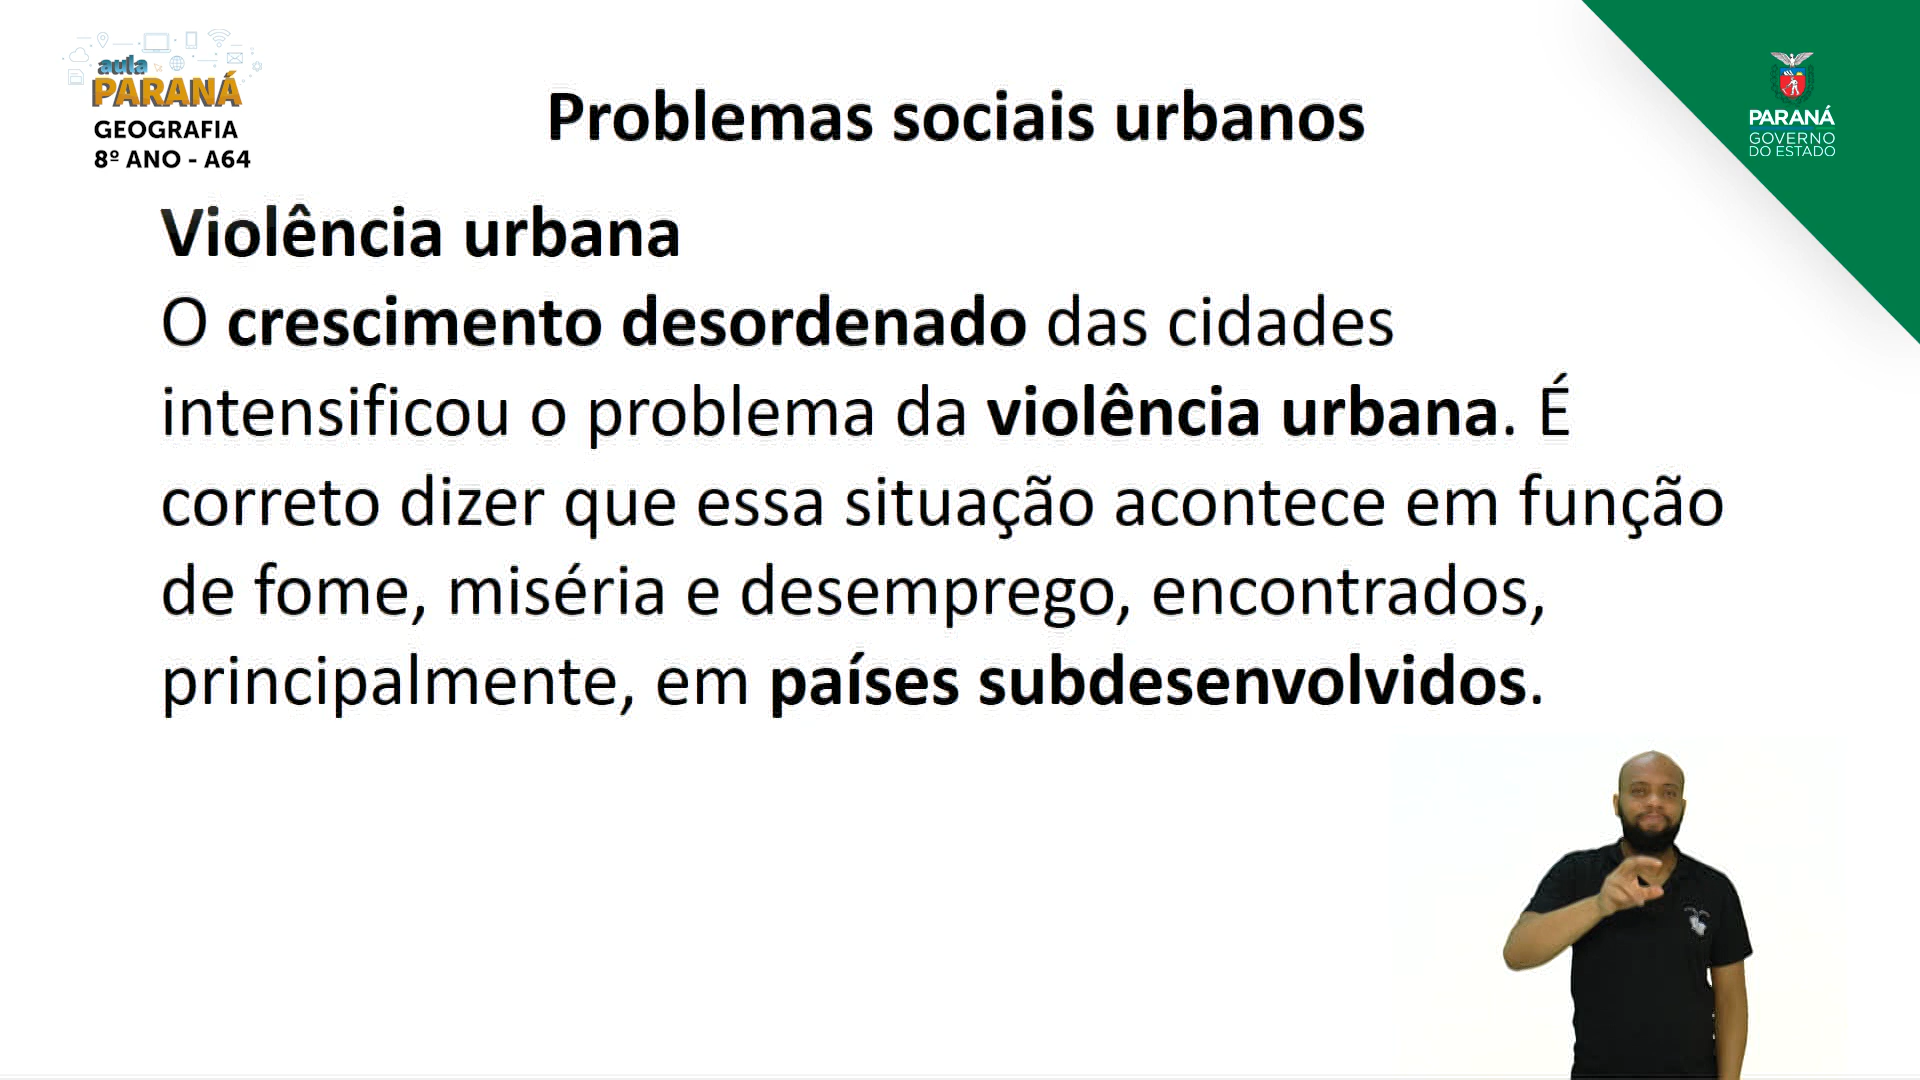 aula
PARANÁ
GEOGRAFIA
8º ANO - A64
Problemas sociais urbanos
PARANÁ
GOVERNO
DO ESTADO
Violência urbana
O crescimento desordenado das cidades
intensificou o problema da violência urbana. É
correto dizer que essa situação acontece em função
de fome, miséria e desemprego, encontrados,
principalmente, em países subdesenvolvidos.